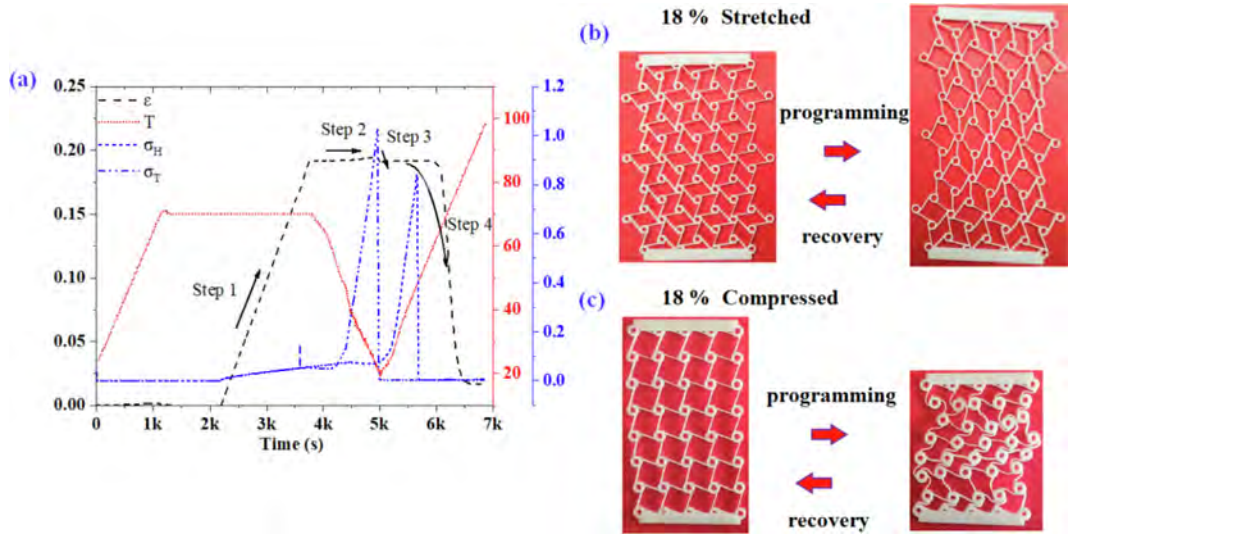 (a)
0.25
0.20
0.15
0.10
0.05
0.00
ε
T
σH
σT
Step 1
Step 2
Step 3
Step 4
100
80
60
40
20
1.2
1.0
0.8
0.6
0.4
0.2
0.0
0 1k 2k 3k 4k 5k 6k 7k
Time (s)
(b)
18 % Stretched
programming
recovery
(c)
18 % Compressed
programming
recovery